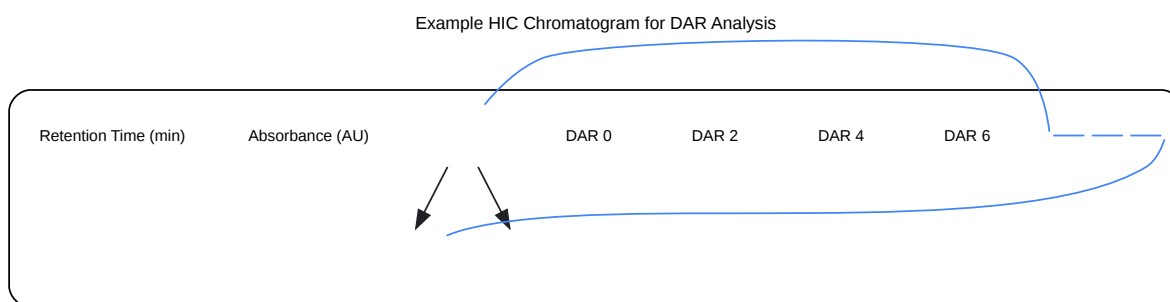 Example HIC Chromatogram for DAR Analysis
Retention Time (min) Absorbance (AU) DAR 0 DAR 2 DAR 4 DAR 6